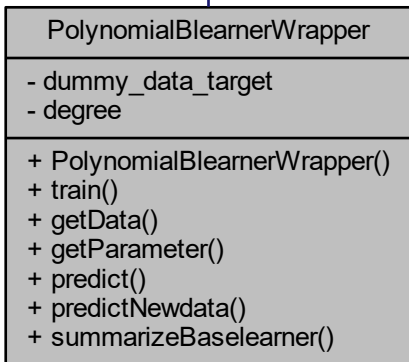 PolynomialBlearnerWrapper
- dummy_data_target
- degree
+ PolynomialBlearnerWrapper()
+ train()
+ getData()
+ getParameter()
+ predict()
+ predictNewdata()
+ summarizeBaselearner()